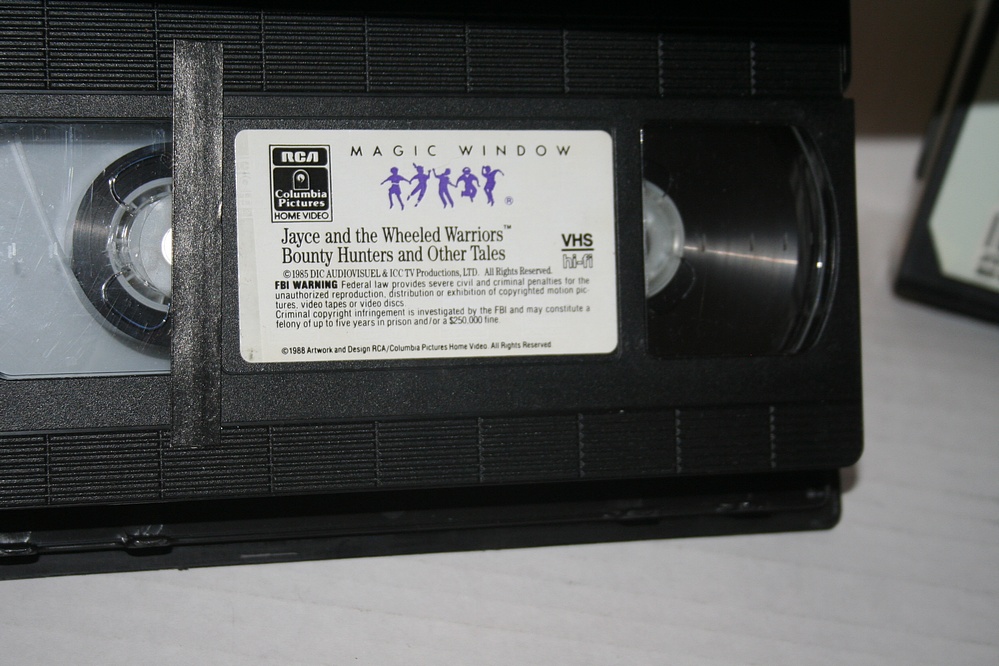 RCA
Columbia
Pictures
HOME VIDEO
MAGIC WINDOW
®
Jayce and the Wheeled Warriors™
Bounty Hunters and Other Tales
VHS
hi-fi
©1985 DIC AUDIOVISUEL & ICC TV Productions, LTD. All Rights Reserved.
FBI WARNING Federal law provides severe civil and criminal penalties for the
unauthorized reproduction, distribution or exhibition of copyrighted motion pic-
tures, video tapes or video discs
Criminal copyright infringement is investigated by the FBI and may constitute a
felony of up to five years in prison and/or a $250,000 fine
©1988 Artwork and Design RCA/Columbia Pictures Home Video. All Rights Reserved